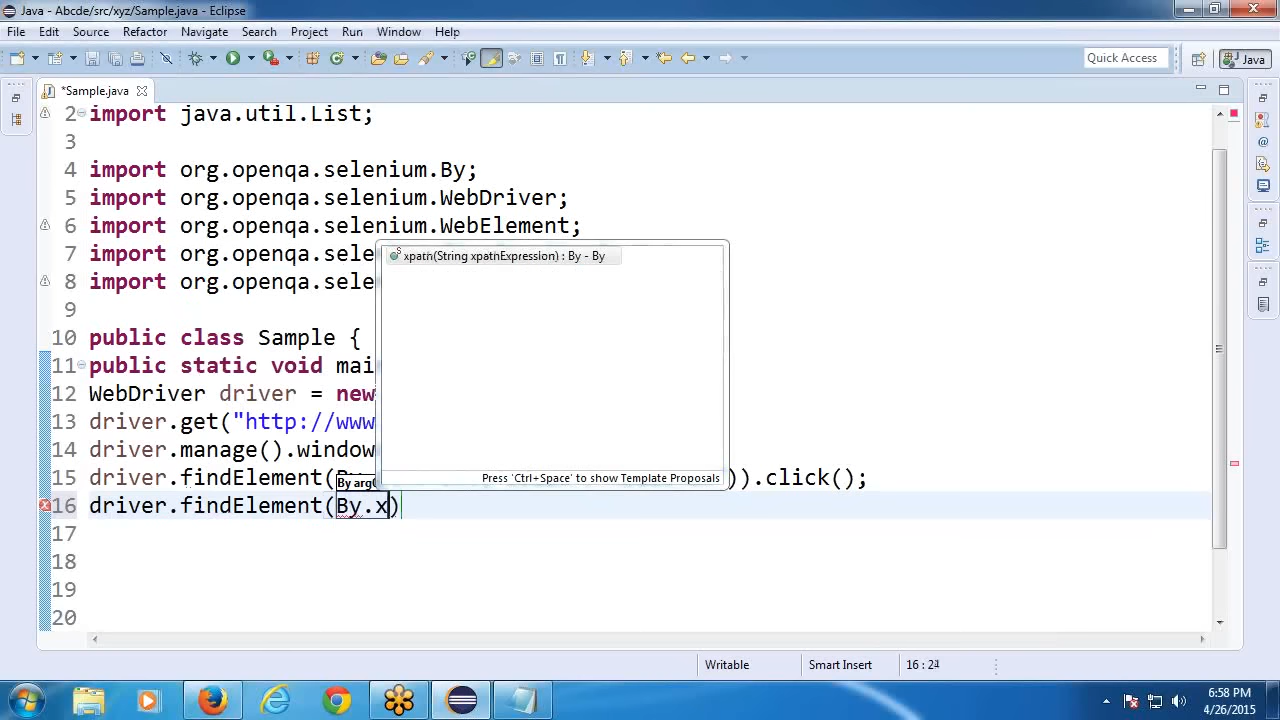 Java - Abcde/src/xyz/Sample.java - Eclipse
File Edit Source Refactor Navigate Search Project Run Window Help
Quick Access
Java
*Sample.java
2 import java.util.List;
3
4 import org.openqa.selenium.By;
5 import org.openqa.selenium.WebDriver;
6 import org.openqa.selenium.WebElement;
7 import org.openqa.sele
8 import org.openqa.sele
9
10 public class Sample {
11 public static void mai
12 WebDriver driver = new
13 driver.get("http://www
14 driver.manage().window
15 driver.findElement( )).click();
16 driver.findElement(By.x)
17
18
19
20
xpath(String xpathExpression) : By - By
Press 'Ctrl+Space' to show Template Proposals
Writable
Smart Insert
6:58 PM
4/26/2015